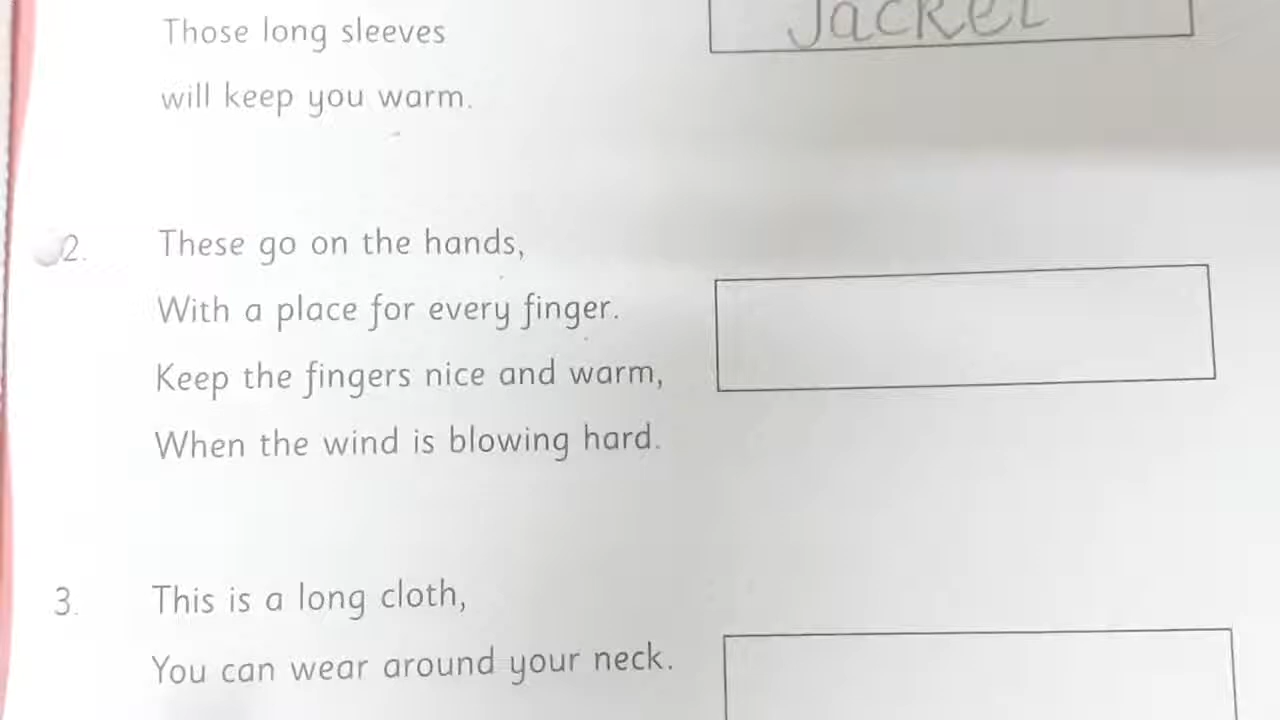 Those long sleeves
Jacket
will keep you warm.
2. These go on the hands,
With a place for every finger.
Keep the fingers nice and warm,
When the wind is blowing hard.
3. This is a long cloth,
You can wear around your neck.